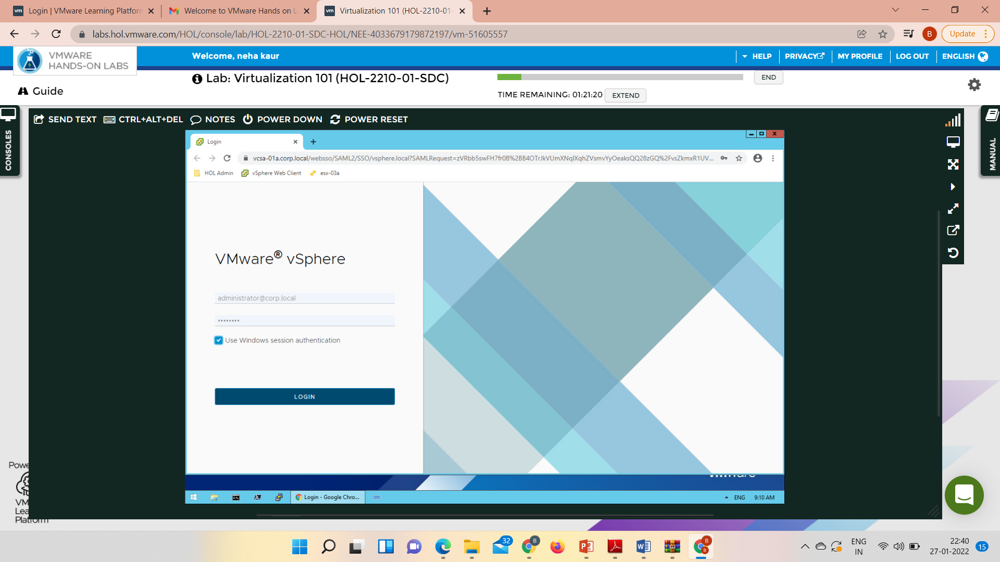 Login | VMware Learning Platforn
Welcome to VMware Hands on L
Virtualization 101 (HOL-2210-01-
labs.hol.vmware.com/HOL/console/lab/HOL-2210-01-SDC-HOL/NEE-4033679179872197/vm-51605557
B
Update
VMWARE
HANDS-ON LABS
Welcome, neha kaur
HELP
PRIVACY
MY PROFILE
LOG OUT
ENGLISH
Guide
Lab: Virtualization 101 (HOL-2210-01-SDC)
END
TIME REMAINING: 01:21:20
EXTEND
CONSOLES
MANUAL
SEND TEXT
CTRL+ALT+DEL
NOTES
POWER DOWN
POWER RESET
Login
vcsa-01a.corp.local/websso/SAML2/SSO/vsphere.local?SAMLRequest=zVRbb5swFH7fr0B%2BB4OTrJkVUmXNqlXqhZVsmvYyOeaksQQ28zGQ%2FvsZkmxR1UV...
HOL Admin
vSphere Web Client
esx-03a
VMware® vSphere
administrator@corp.local
Use Windows session authentication
LOGIN
Powe
VM
Lea
Platform
Login - Google Chro...
ENG
9:10 AM
32
B
B
B
ENG
IN
22:40
27-01-2022
15